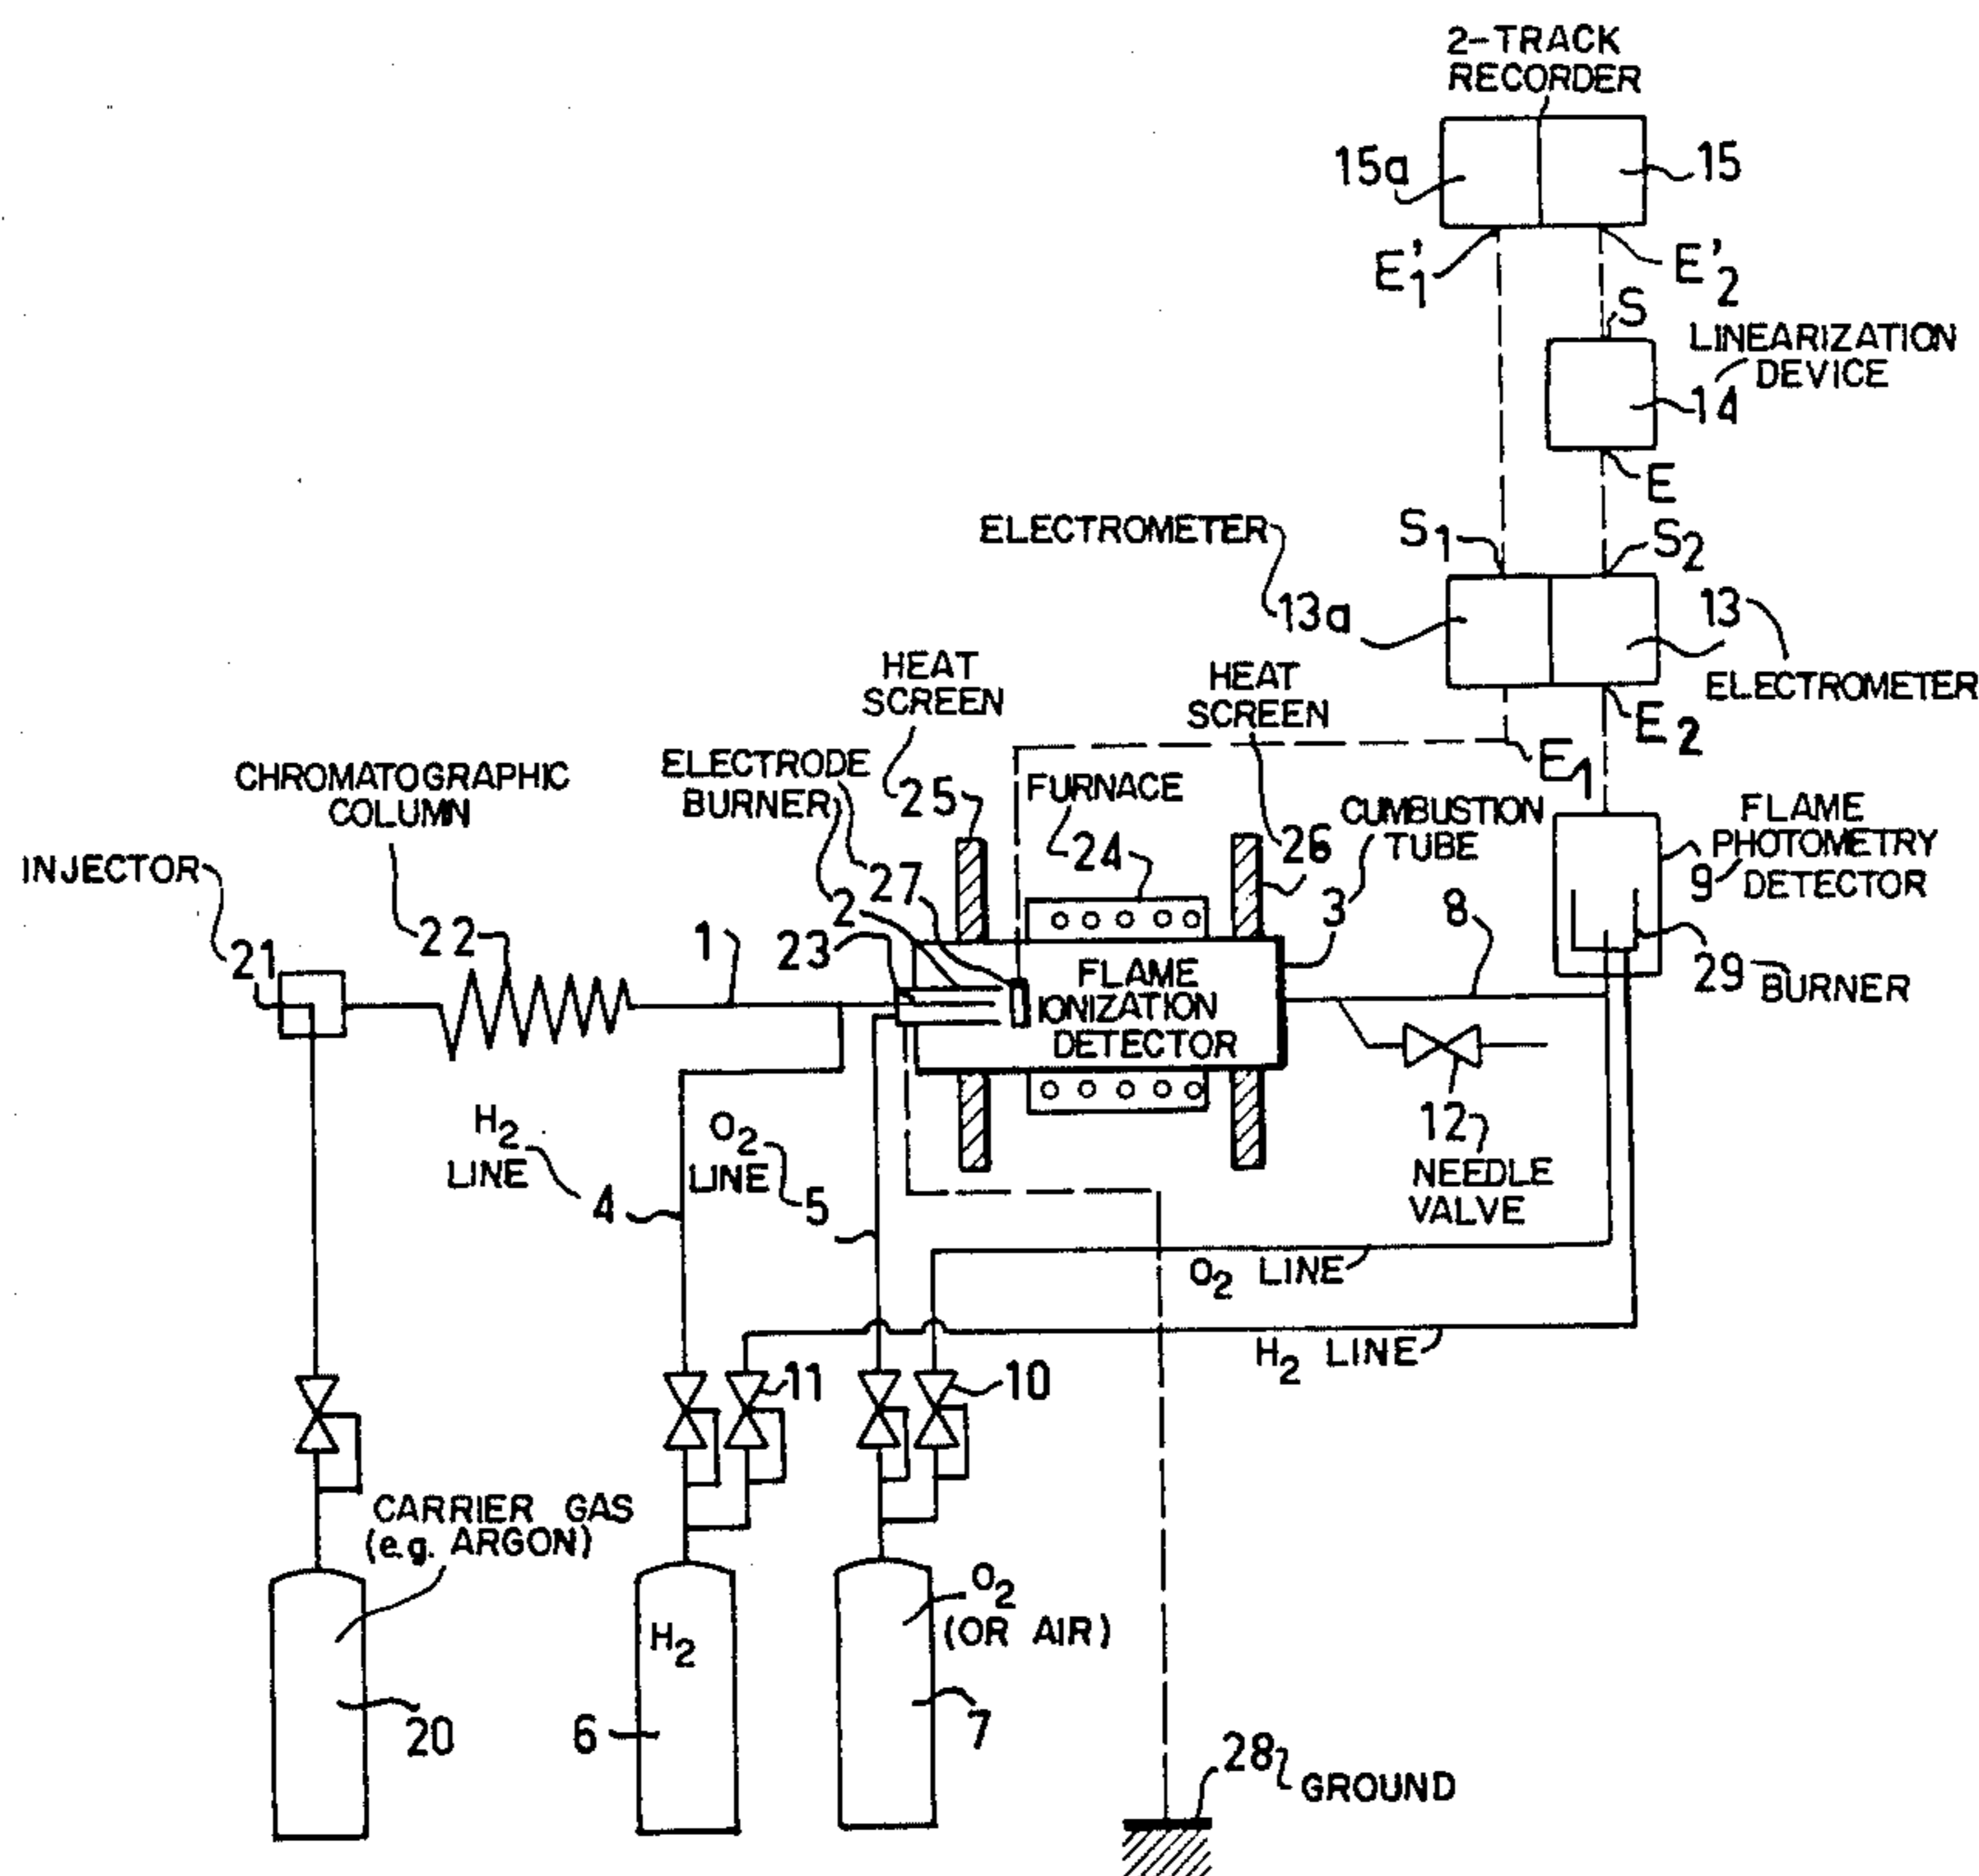 2-TRACK
RECORDER
15a
15
E'1
E'2
S
LINEARIZATION
DEVICE
14
E
ELECTROMETER
S1
S2
13a
13
ELECTROMETER
E2
E1
HEAT
SCREEN
25
HEAT
SCREEN
26
ELECTRODE
BURNER
27
2
23
FURNACE
24
CUMBUSTION
TUBE
3
FLAME
PHOTOMETRY
9 DETECTOR
CHROMATOGRAPHIC
COLUMN
22
INJECTOR
21
1
8
FLAME
IONIZATION
DETECTOR
29 BURNER
12
NEEDLE
VALVE
H2
LINE
4
O2
LINE
5
O2 LINE
H2 LINE
11
10
CARRIER GAS
(e.g. ARGON)
20
H2
6
O2
(OR AIR)
7
28
GROUND